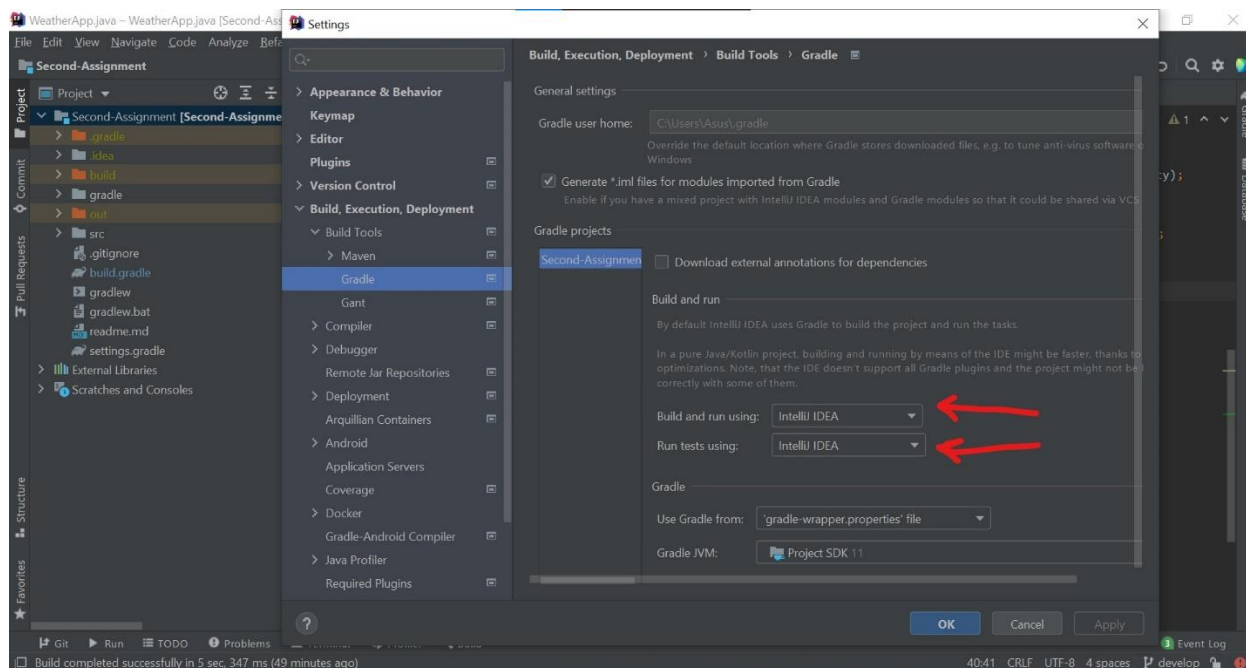 WeatherApp.java – WeatherApp.java [Second-Ass
File Edit View Navigate Code Analyze Refa
Second-Assignment
Project
Second-Assignment [Second-Assignme
.gradle
.idea
build
gradle
out
src
.gitignore
build.gradle
gradlew
gradlew.bat
readme.md
settings.gradle
External Libraries
Scratches and Consoles
Project
Commit
Pull Requests
Structure
Favorites
Settings
Appearance & Behavior
Keymap
Editor
Plugins
Version Control
Build, Execution, Deployment
Build Tools
Maven
Gradle
Gant
Compiler
Debugger
Remote Jar Repositories
Deployment
Arquillian Containers
Android
Application Servers
Coverage
Docker
Gradle-Android Compiler
Java Profiler
Required Plugins
Build, Execution, Deployment › Build Tools › Gradle
General settings
Gradle user home: C:\Users\Asus\.gradle
Override the default location where Gradle stores downloaded files, e.g. to tune anti-virus software o
Windows
Generate *.iml files for modules imported from Gradle
Enable if you have a mixed project with IntelliJ IDEA modules and Gradle modules so that it could be shared via VCS
Gradle projects
Second-Assignmen
Download external annotations for dependencies
Build and run
By default IntelliJ IDEA uses Gradle to build the project and run the tasks.
In a pure Java/Kotlin project, building and running by means of the IDE might be faster, thanks to
optimizations. Note, that the IDE doesn't support all Gradle plugins and the project might not be
correctly with some of them.
Build and run using: IntelliJ IDEA
Run tests using: IntelliJ IDEA
Gradle
Use Gradle from: 'gradle-wrapper.properties' file
Gradle JVM: Project SDK 11
? OK Cancel Apply
1
y);
Gradle
Database
Git Run TODO Problems
1 Event Log
Build completed successfully in 5 sec, 347 ms (49 minutes ago)
40:41 CRLF UTF-8 4 spaces develop